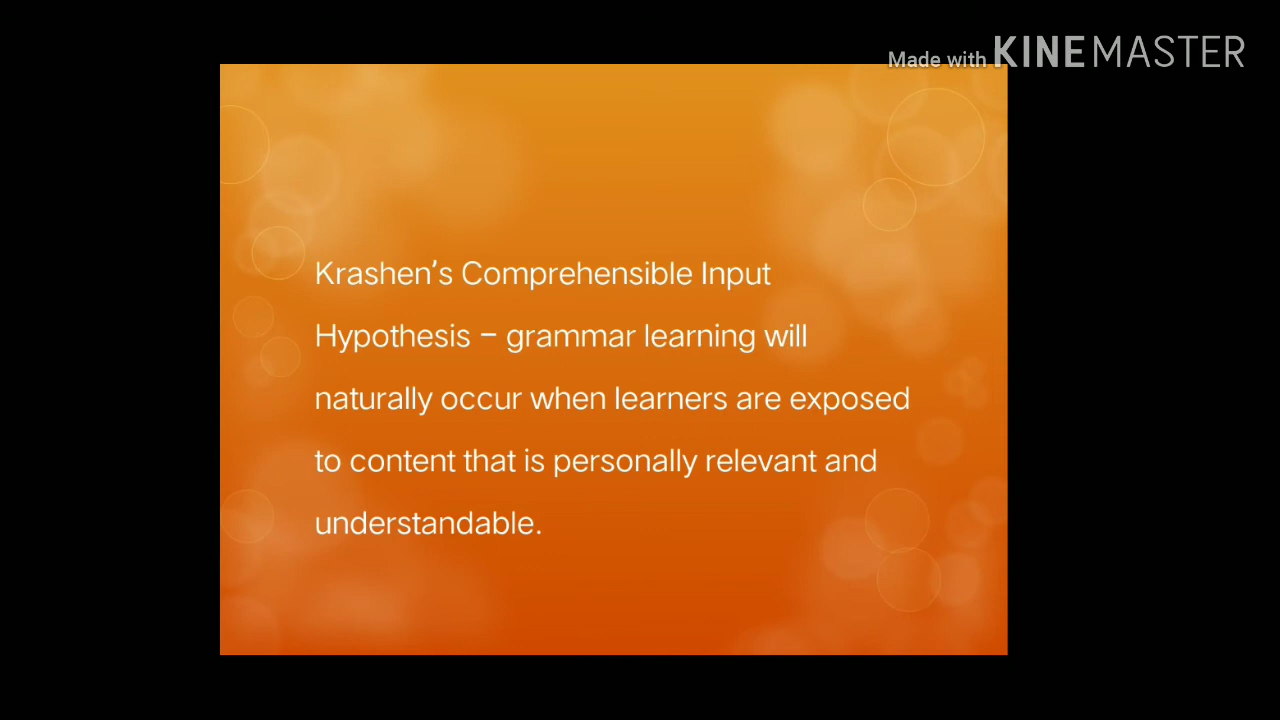 Made with KINEMASTER
Krashen’s Comprehensible Input
Hypothesis – grammar learning will
naturally occur when learners are exposed
to content that is personally relevant and
understandable.